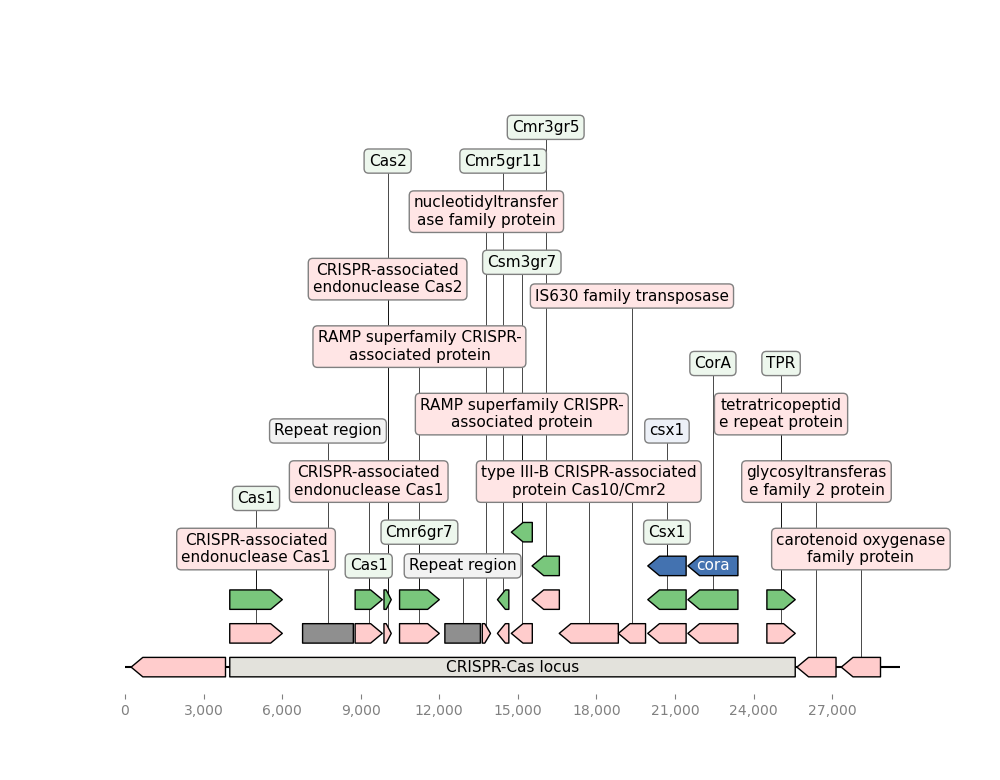 Cmr3gr5
Cas2
Cmr5gr11
nucleotidyltransfer
ase family protein
Csm3gr7
CRISPR-associated
endonuclease Cas2
IS630 family transposase
RAMP superfamily CRISPR-
associated protein
CorA
TPR
RAMP superfamily CRISPR-
associated protein
tetratricopeptid
e repeat protein
Repeat region
csx1
CRISPR-associated
endonuclease Cas1
type III-B CRISPR-associated
protein Cas10/Cmr2
glycosyltransferas
e family 2 protein
Cas1
Cmr6gr7
Csx1
CRISPR-associated
endonuclease Cas1
carotenoid oxygenase
family protein
Cas1
Repeat region
cora
CRISPR-Cas locus
0 3,000 6,000 9,000 12,000 15,000 18,000 21,000 24,000 27,000